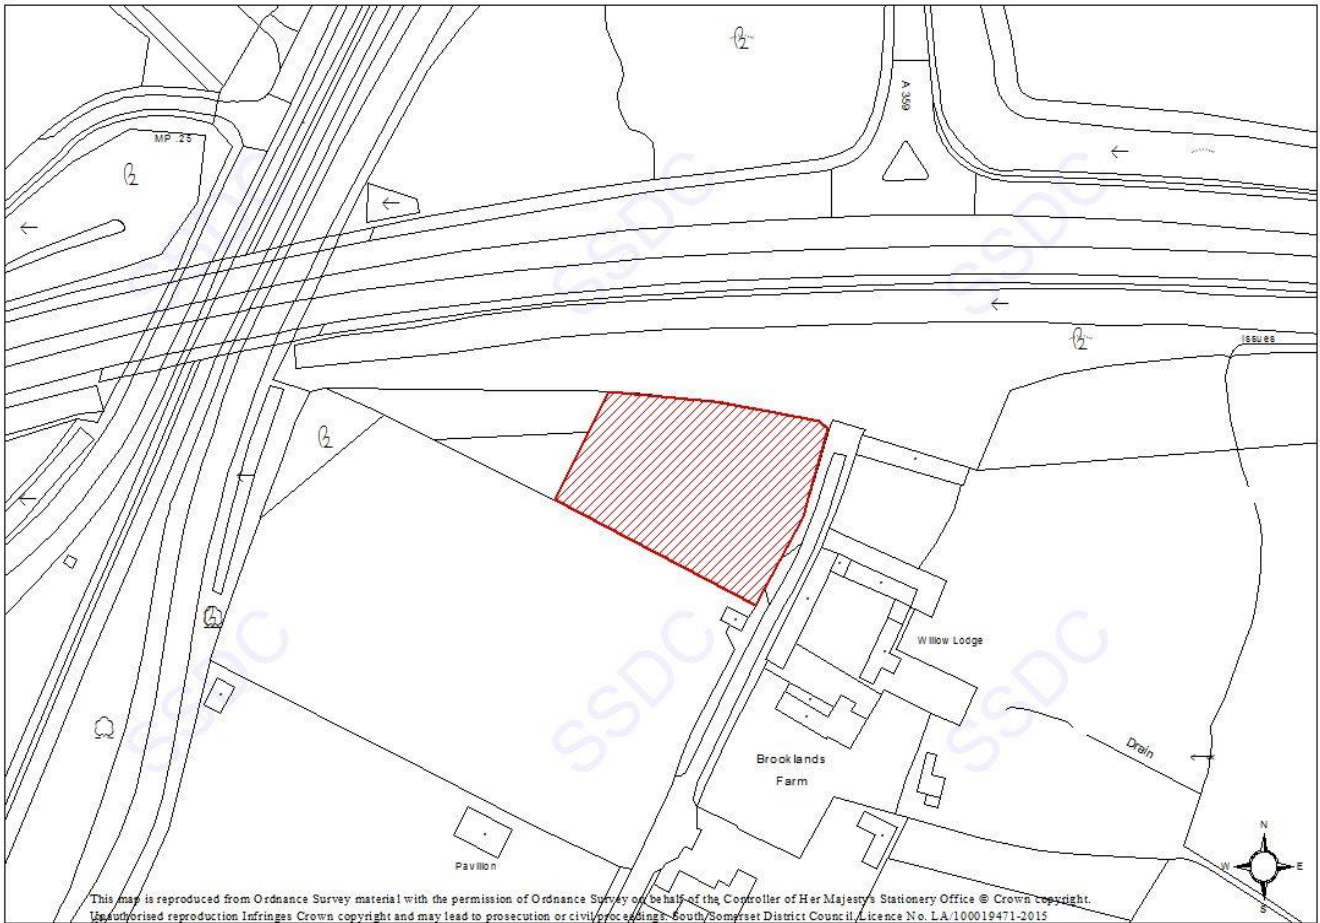 A 359
MP .25
SSDC SSDC SSDC
Issues
Willow Lodge
SSDC SSDC SSDC
Drain
Brooklands
Farm
Pavilion
N
W E
S
This map is reproduced from Ordnance Survey material with the permission of Ordnance Survey on behalf of the Controller of Her Majesty's Stationery Office © Crown copyright.
Unauthorised reproduction infringes Crown copyright and may lead to prosecution or civil proceedings. South Somerset District Council, Licence No. LA/100019471-2015